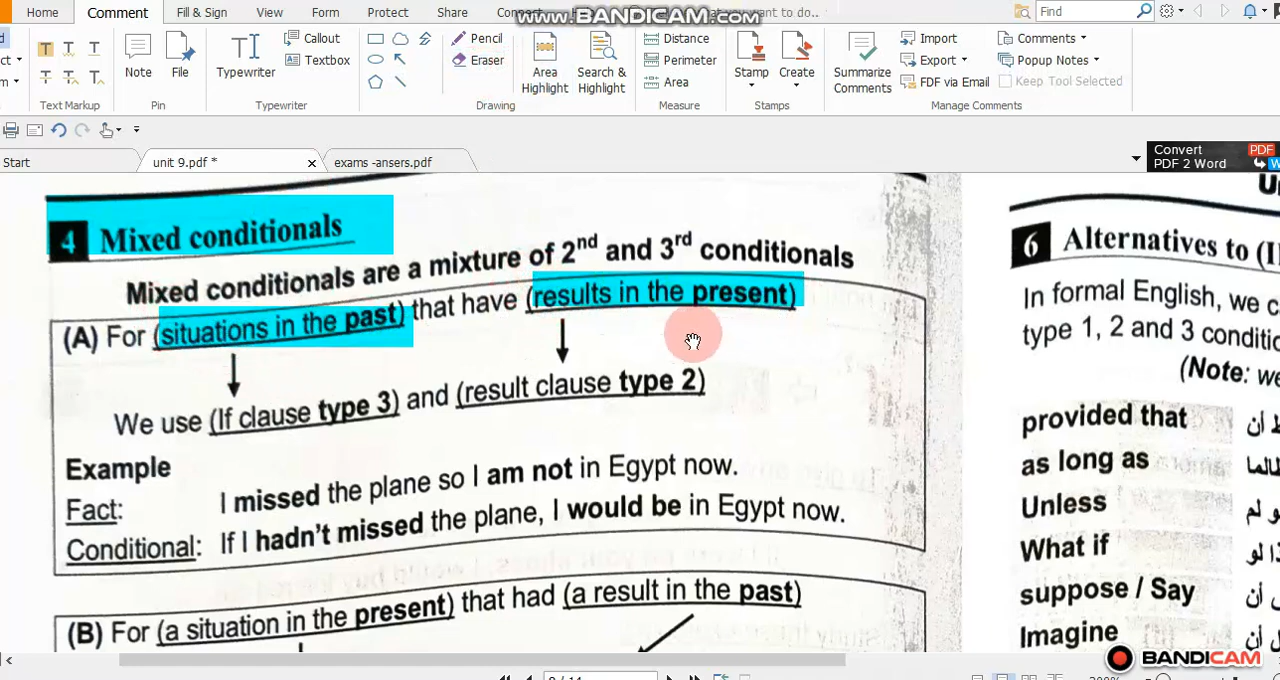 Home Comment Fill & Sign View Form Protect Share Connect
www.BANDICAM.com
want to do..
Find
Note
File
Typewriter
Callout
Textbox
Pencil
Eraser
Area Highlight
Search & Highlight
Distance
Perimeter
Area
Stamp
Create
Summarize Comments
Import
Export
FDF via Email
Comments
Popup Notes
Keep Tool Selected
Text Markup Pin Typewriter Drawing Measure Stamps Manage Comments
Start unit 9.pdf * exams -ansers.pdf
Convert PDF
PDF 2 Word
4 Mixed conditionals
Mixed conditionals are a mixture of 2nd and 3rd conditionals
(A) For (situations in the past) that have (results in the present)
We use (If clause type 3) and (result clause type 2)
Example
Fact: I missed the plane so I am not in Egypt now.
Conditional: If I hadn't missed the plane, I would be in Egypt now.
(B) For (a situation in the present) that had (a result in the past)
6 Alternatives to (I
In formal English, we c
type 1, 2 and 3 conditic
(Note: we
provided that
as long as
Unless
What if
suppose / Say
Imagine
BANDICAM